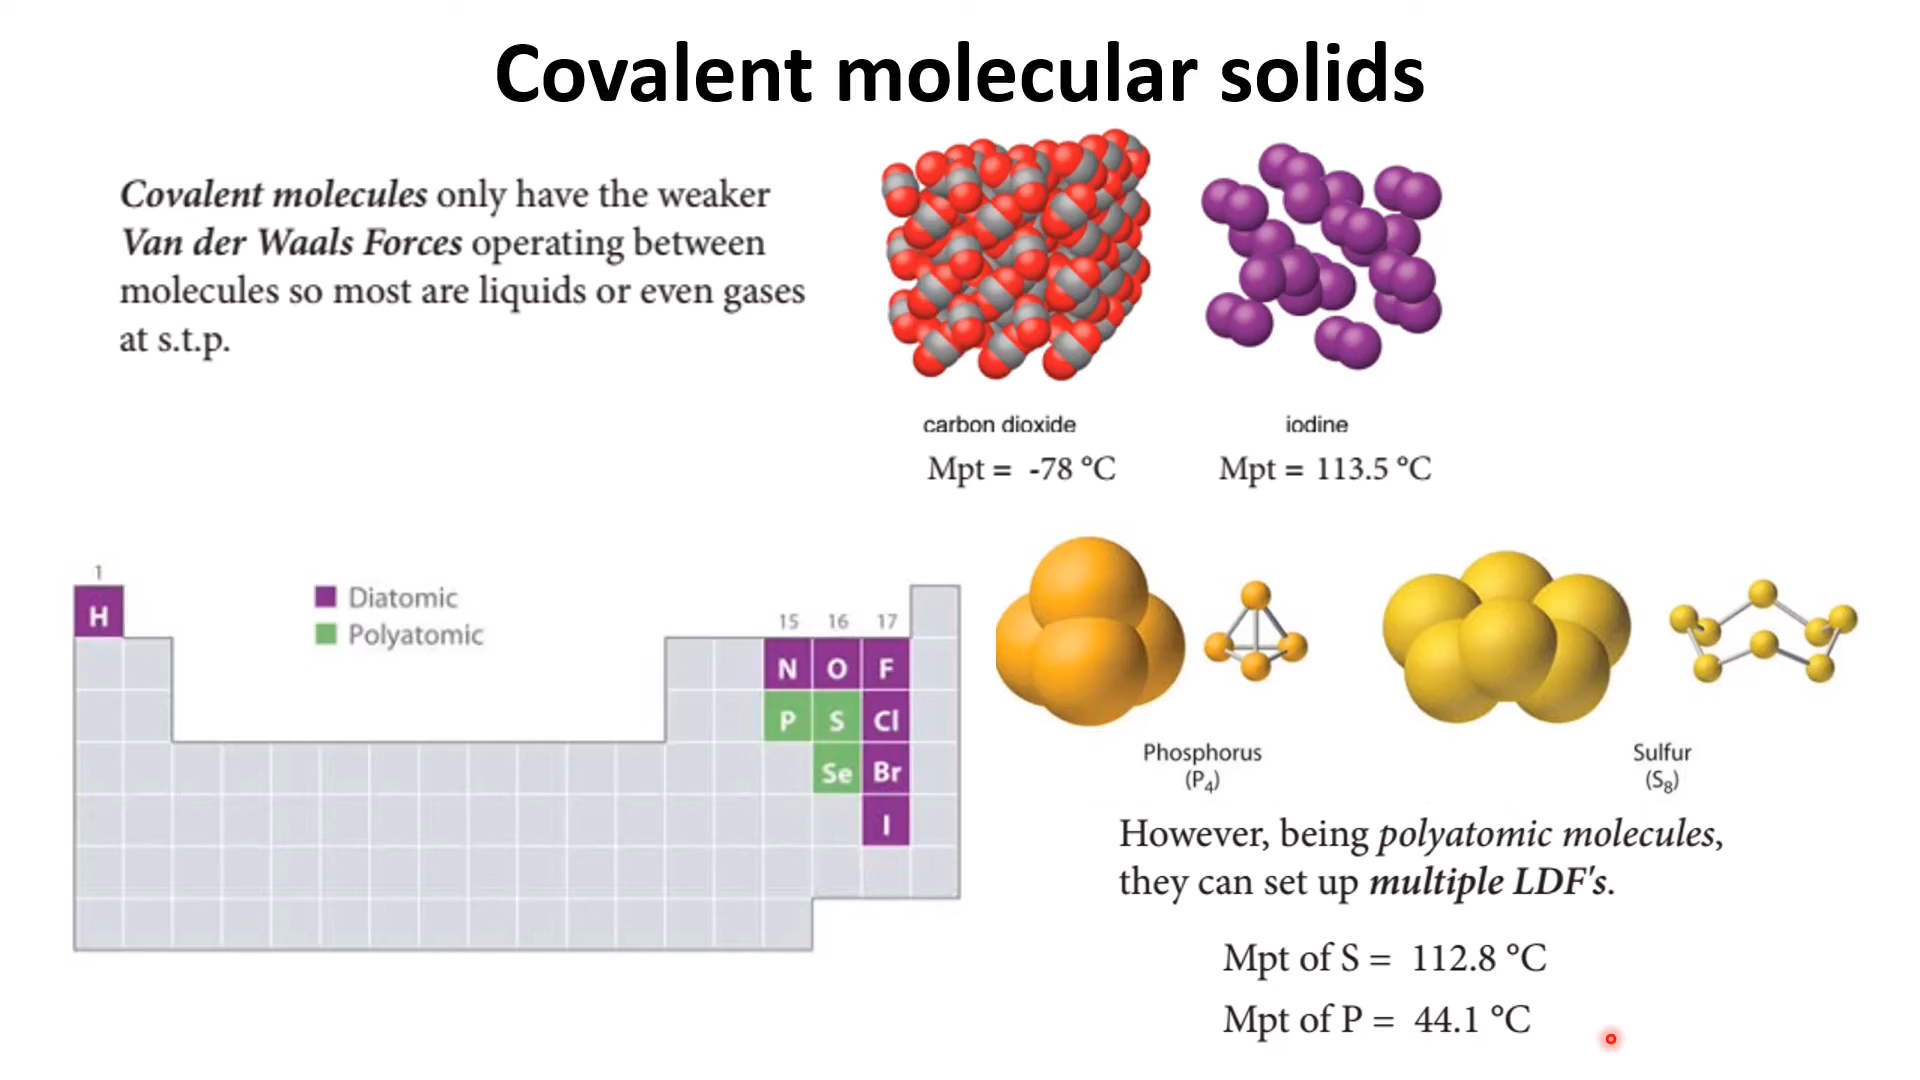 Covalent molecular solids
Covalent molecules only have the weaker
Van der Waals Forces operating between
molecules so most are liquids or even gases
at s.t.p.
carbon dioxide
iodine
Mpt = -78 °C
Mpt = 113.5 °C
1
H
Diatomic
Polyatomic
15 16 17
N O F
P S Cl
Se Br
I
Phosphorus
(P₄)
Sulfur
(S₈)
However, being polyatomic molecules,
they can set up multiple LDF's.
Mpt of S = 112.8 °C
Mpt of P = 44.1 °C